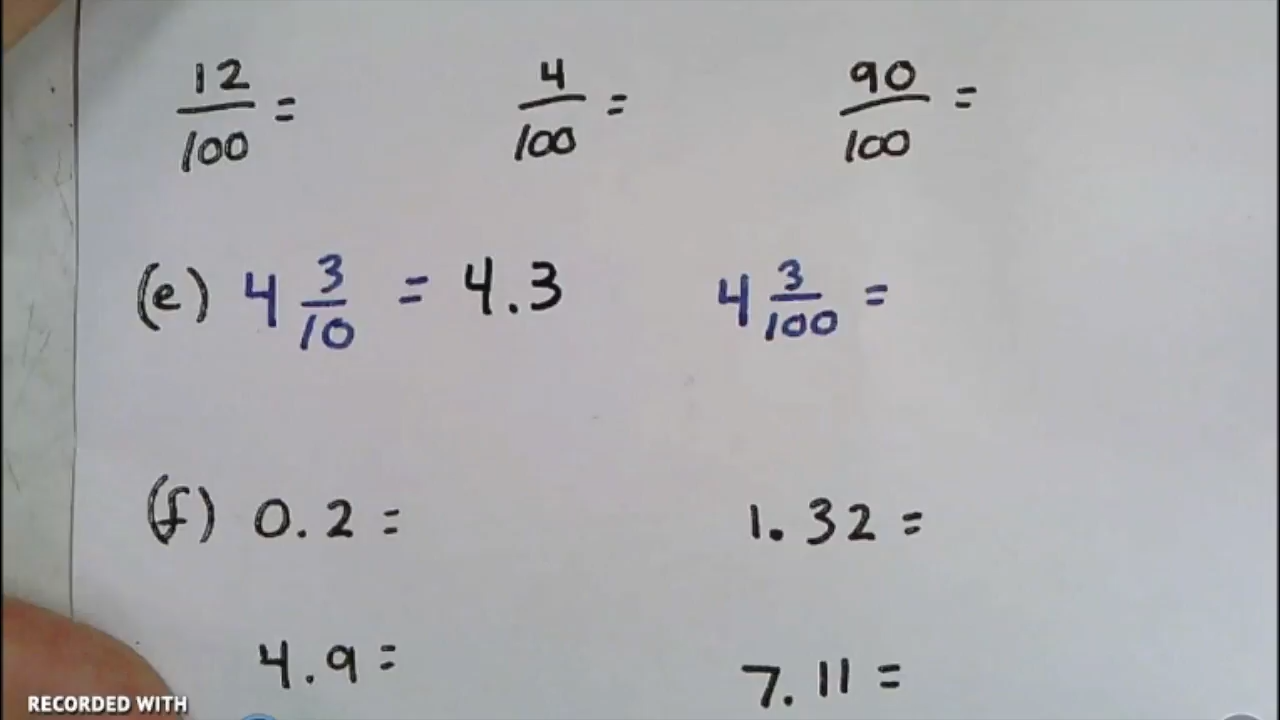 12/100 = 4/100 = 90/100 =
(e) 4 3/10 = 4.3 4 3/100 =
(f) 0.2 = 1.32 =
4.9 = 7.11 =
RECORDED WITH